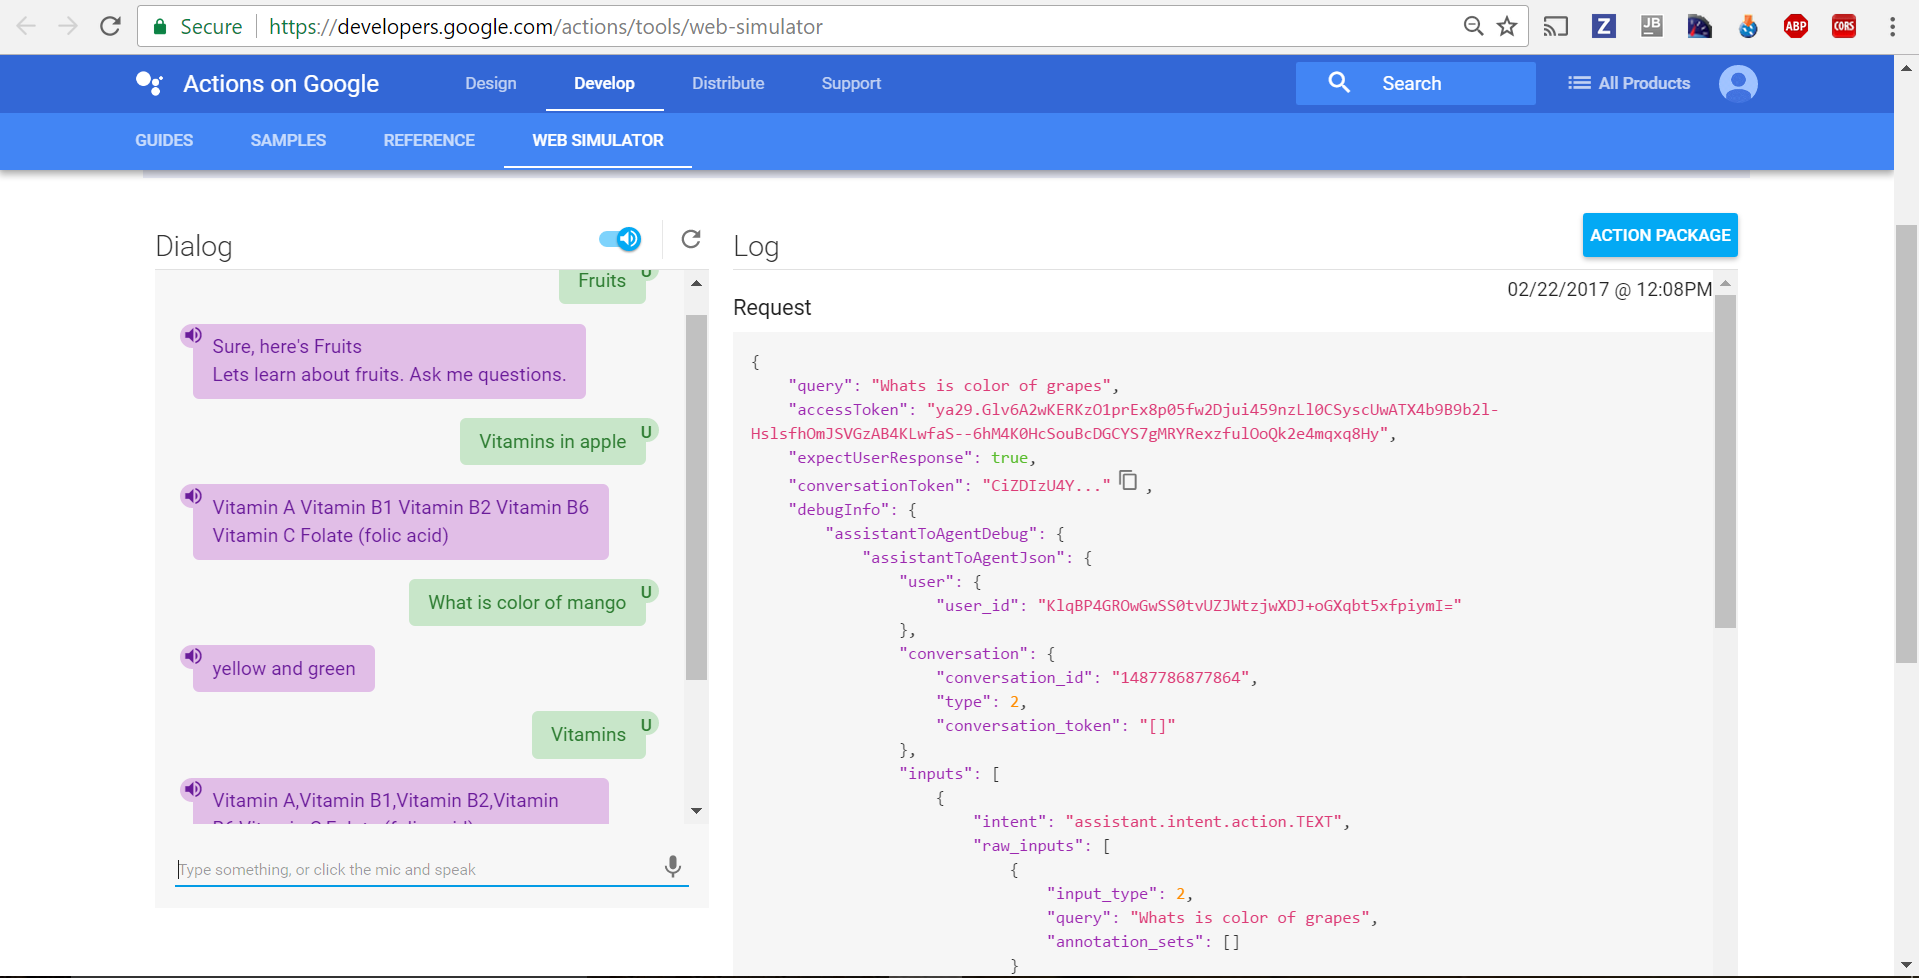 Secure https://developers.google.com/actions/tools/web-simulator
Z JB ABP CORS
Actions on Google Design Develop Distribute Support Search All Products
GUIDES SAMPLES REFERENCE WEB SIMULATOR
Dialog
Fruits U
Sure, here's Fruits
Lets learn about fruits. Ask me questions.
Vitamins in apple U
Vitamin A Vitamin B1 Vitamin B2 Vitamin B6
Vitamin C Folate (folic acid)
What is color of mango U
yellow and green
Vitamins U
Vitamin A,Vitamin B1,Vitamin B2,Vitamin
Type something, or click the mic and speak
Log
ACTION PACKAGE
02/22/2017 @ 12:08PM
Request
{
"query": "Whats is color of grapes",
"accessToken": "ya29.Glv6A2wKERKzO1prEx8p05fw2Djui459nzLl0CSyscUwATX4b9B9b2l-
HslsfhOmJSVGzAB4KLwfaS--6hM4K0HcSouBcDGCYS7gMRYRexzfulOoQk2e4mqxq8Hy",
"expectUserResponse": true,
"conversationToken": "CiZDIzU4Y..." ,
"debugInfo": {
"assistantToAgentDebug": {
"assistantToAgentJson": {
"user": {
"user_id": "KlqBP4GROwGwSS0tvUZJWtzjwXDJ+oGXqbt5xfpiymI="
},
"conversation": {
"conversation_id": "1487786877864",
"type": 2,
"conversation_token": "[]"
},
"inputs": [
{
"intent": "assistant.intent.action.TEXT",
"raw_inputs": [
{
"input_type": 2,
"query": "Whats is color of grapes",
"annotation_sets": []
}